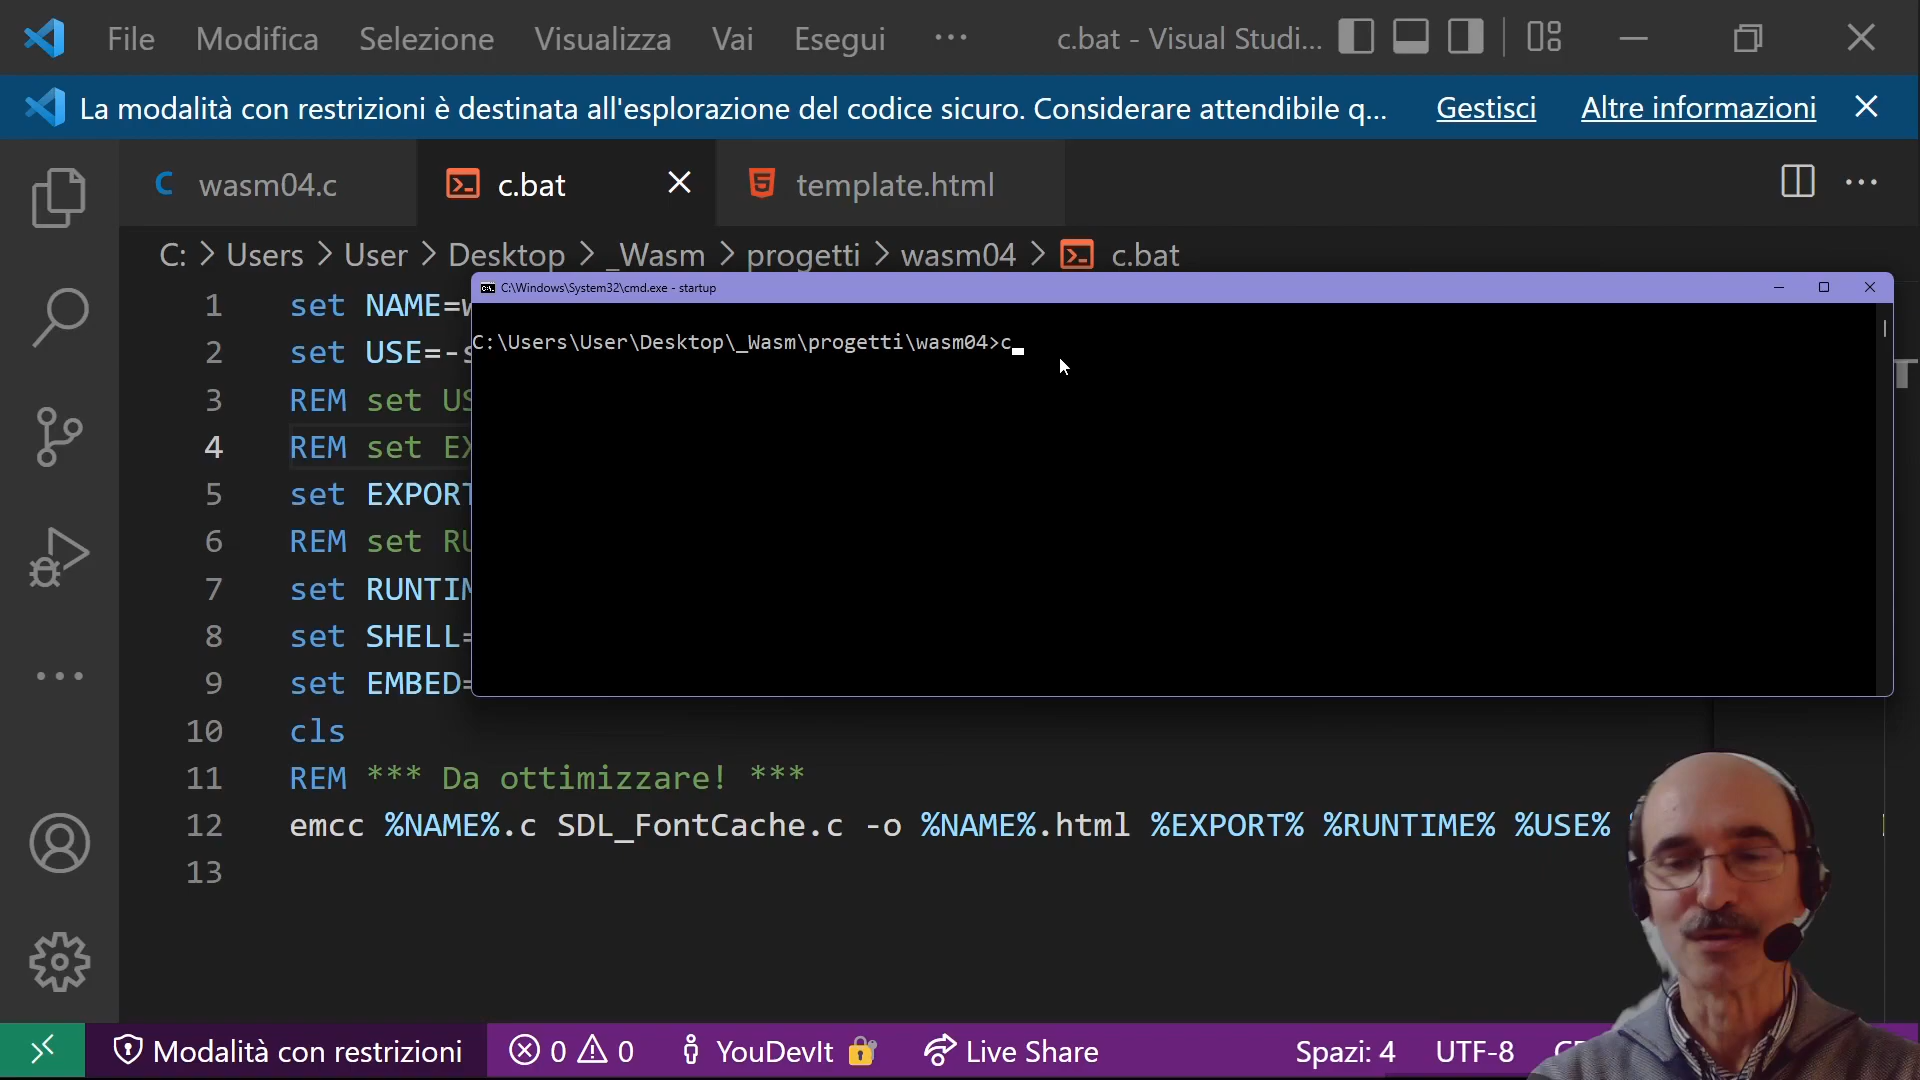 File Modifica Selezione Visualizza Vai Esegui ··· c.bat - Visual Studi...
La modalità con restrizioni è destinata all'esplorazione del codice sicuro. Considerare attendibile q... Gestisci Altre informazioni
wasm04.c c.bat template.html
C: > Users > User > Desktop > _Wasm > progetti > wasm04 > c.bat
C:\Windows\System32\cmd.exe - startup
C:\Users\User\Desktop\_Wasm\progetti\wasm04>c
1 set NAME=
2 set USE=-s
3 REM set US
4 REM set EX
5 set EXPORT
6 REM set RU
7 set RUNTIM
8 set SHELL=
9 set EMBED=
10 cls
11 REM *** Da ottimizzare! ***
12 emcc %NAME%.c SDL_FontCache.c -o %NAME%.html %EXPORT% %RUNTIME% %USE%
13
Modalità con restrizioni 0 0 YouDevIt Live Share Spazi: 4 UTF-8